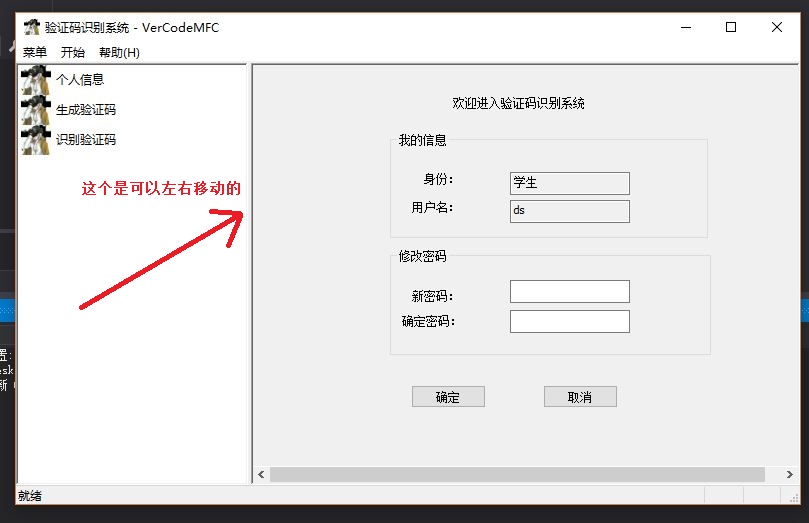 验证码识别系统 - VerCodeMFC
菜单 开始 帮助(H)
个人信息
生成验证码
识别验证码
这个是可以左右移动的
欢迎进入验证码识别系统
我的信息
身份:
学生
用户名:
ds
修改密码
新密码:
确定密码:
确定
取消
置:
esk
新
就绪